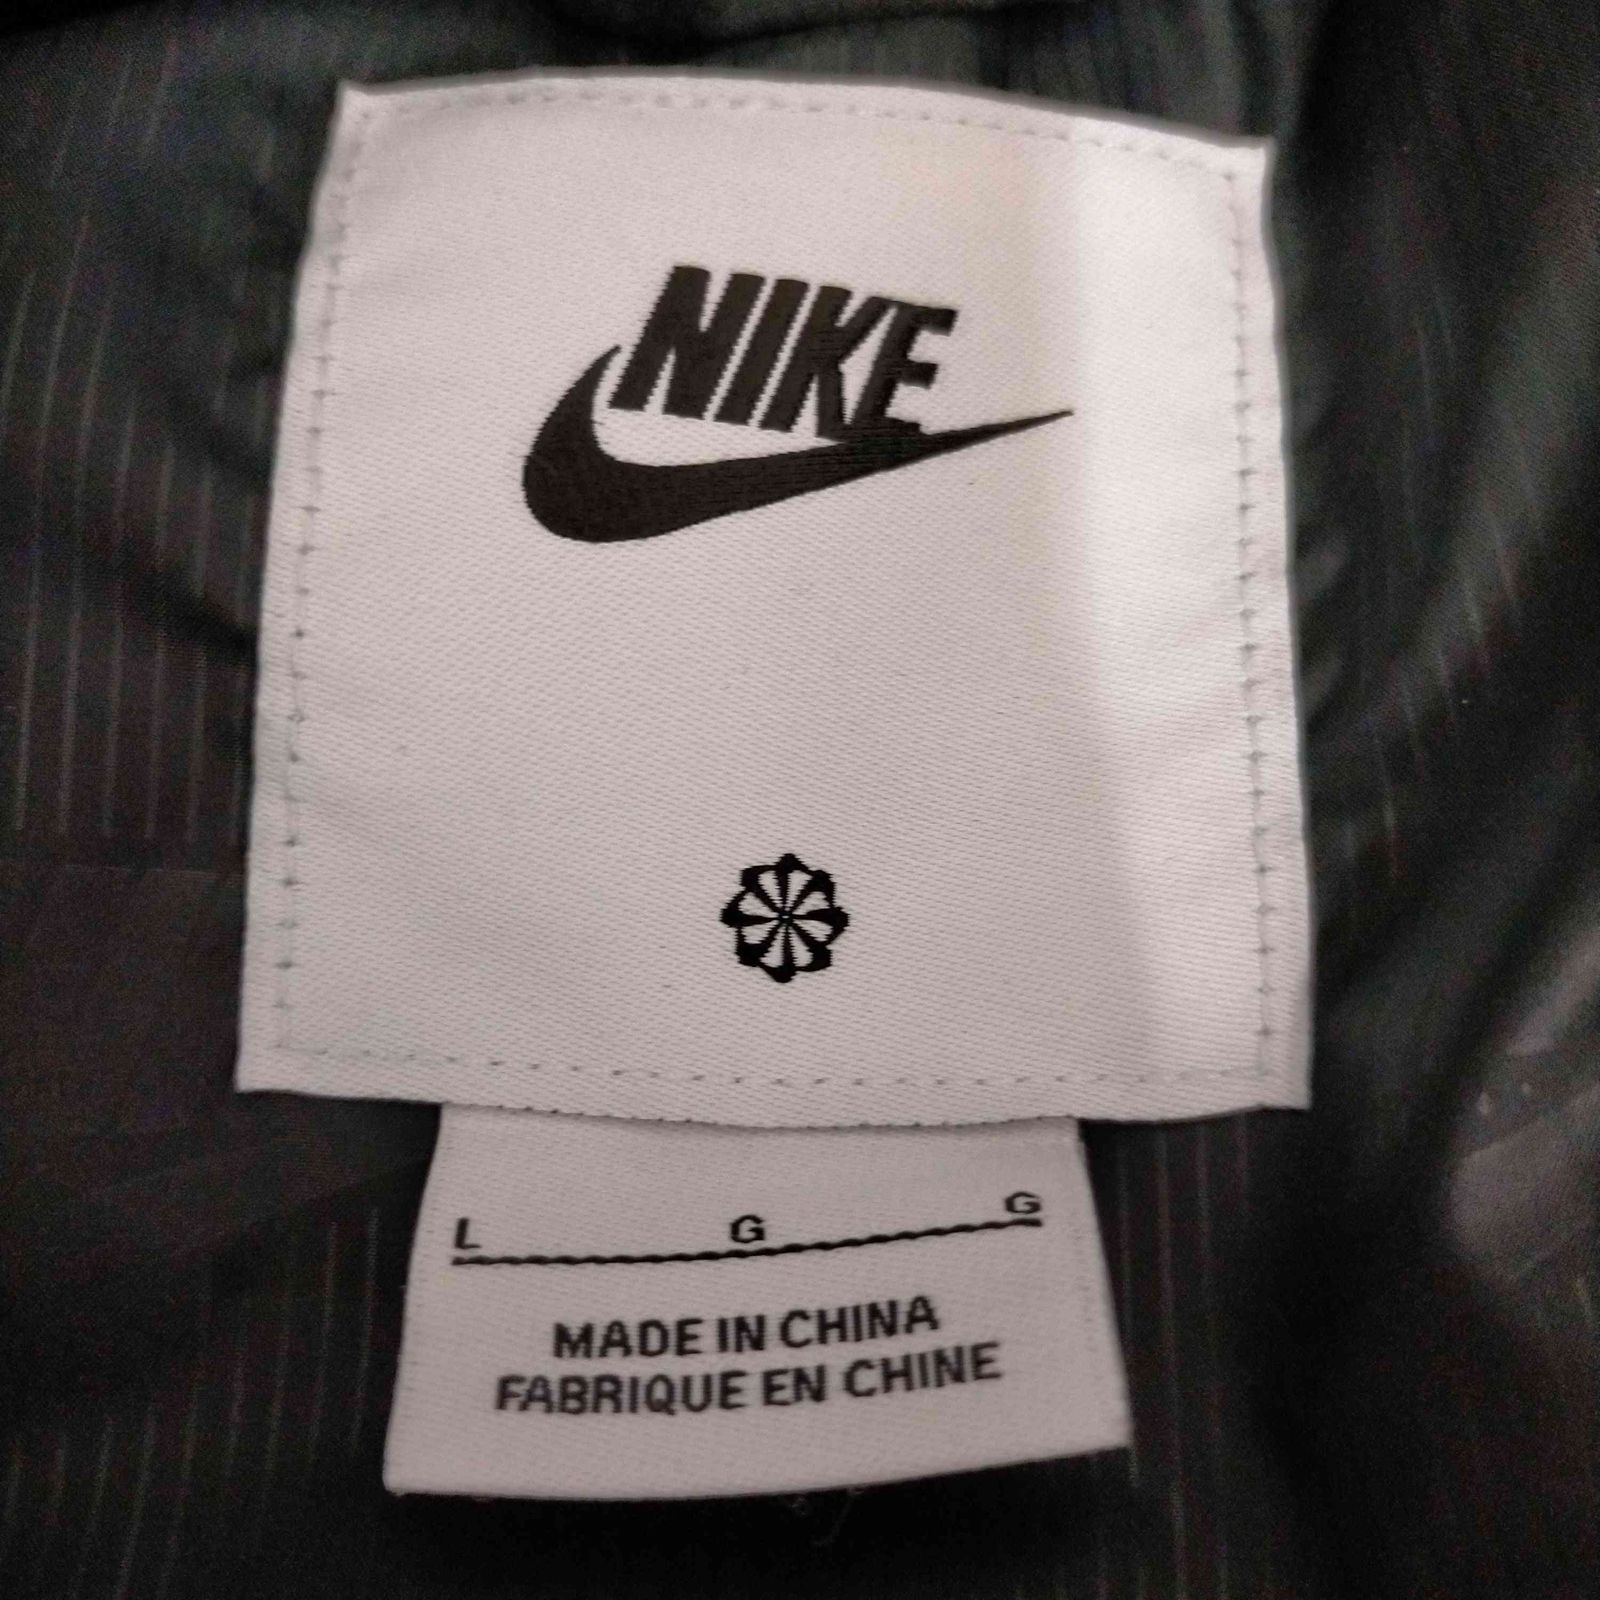 NIKE
L G G
MADE IN CHINA
FABRIQUE EN CHINE